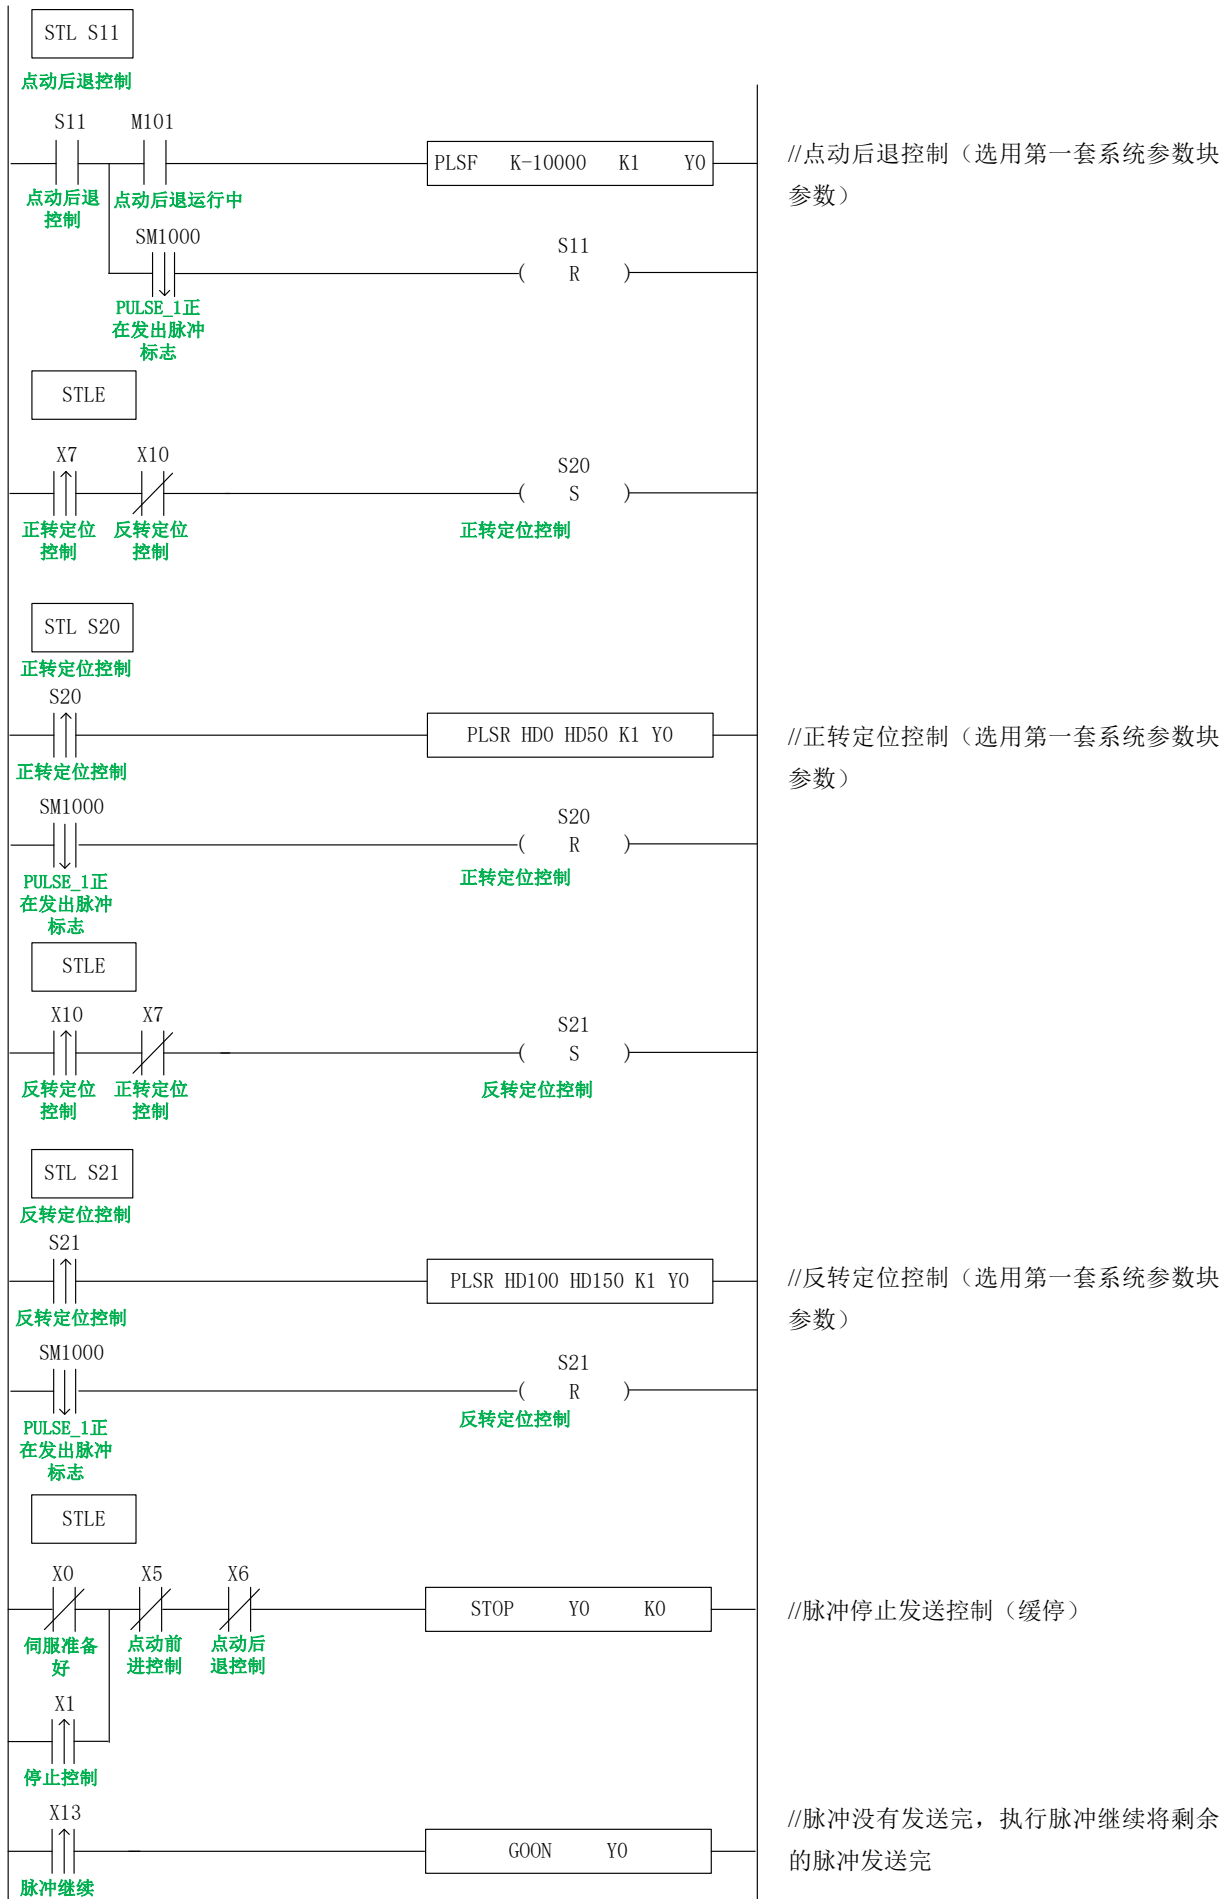 STL S11
点动后退控制
S11 M101
PLSF K-10000 K1 Y0
//点动后退控制（选用第一套系统参数块
参数）
点动后退
控制
点动后退运行中
SM1000
S11
R
PULSE_1正
在发出脉冲
标志
STLE
X7 X10
S20
S
正转定位
控制
反转定位
控制
正转定位控制
STL S20
正转定位控制
S20
PLSR HD0 HD50 K1 Y0
//正转定位控制（选用第一套系统参数块
参数）
正转定位控制
SM1000
S20
R
正转定位控制
PULSE_1正
在发出脉冲
标志
STLE
X10 X7
S21
S
反转定位
控制
正转定位
控制
反转定位控制
STL S21
反转定位控制
S21
PLSR HD100 HD150 K1 Y0
//反转定位控制（选用第一套系统参数块
参数）
反转定位控制
SM1000
S21
R
反转定位控制
PULSE_1正
在发出脉冲
标志
STLE
X0 X5 X6
STOP Y0 K0
//脉冲停止发送控制（缓停）
伺服准备
好
点动前
进控制
点动后
退控制
X1
停止控制
X13
GOON Y0
//脉冲没有发送完，执行脉冲继续将剩余
的脉冲发送完
脉冲继续